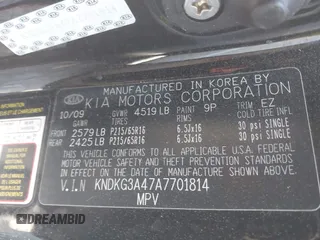 MANUFACTURED IN KOREA BY
KIA KIA MOTORS CORPORATION
10/09 GVWR 4519 LB PAINT 9P TRIM EZ
GAWR TIRES RIMS COLD TIRE INFL
FRONT 2579 LB P215/65R16 6.5Jx16 30 psi SINGLE
REAR 2425 LB P215/65R16 6.5Jx16 30 psi SINGLE
THIS VEHICLE CONFORMS TO ALL APPLICABLE U.S. FEDERAL
MOTOR VEHICLE SAFETY AND THEFT PREVENTION STANDARDS
IN EFFECT ON THE DATE OF MANUFACTURE SHOWN ABOVE.
V.I.N KNDKG3A47A7701814
MPV
DREAMBID